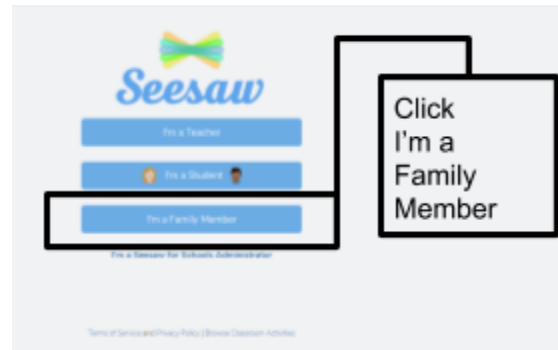 Seesaw
I'm a Teacher
I'm a Student
I'm a Family Member
I'm a Seesaw for Schools Administrator
Terms of Service and Privacy Policy | Browse Classroom Activities
Click
I'm a
Family
Member